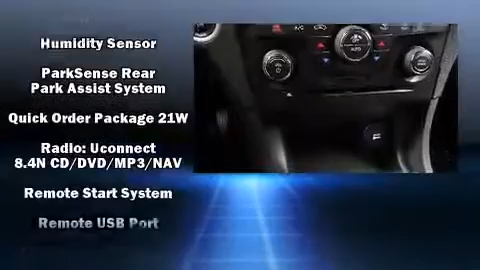 Humidity Sensor
ParkSense Rear
Park Assist System
Quick Order Package 21W
Radio: Uconnect
8.4N CD/DVD/MP3/NAV
Remote Start System
Remote USB Port